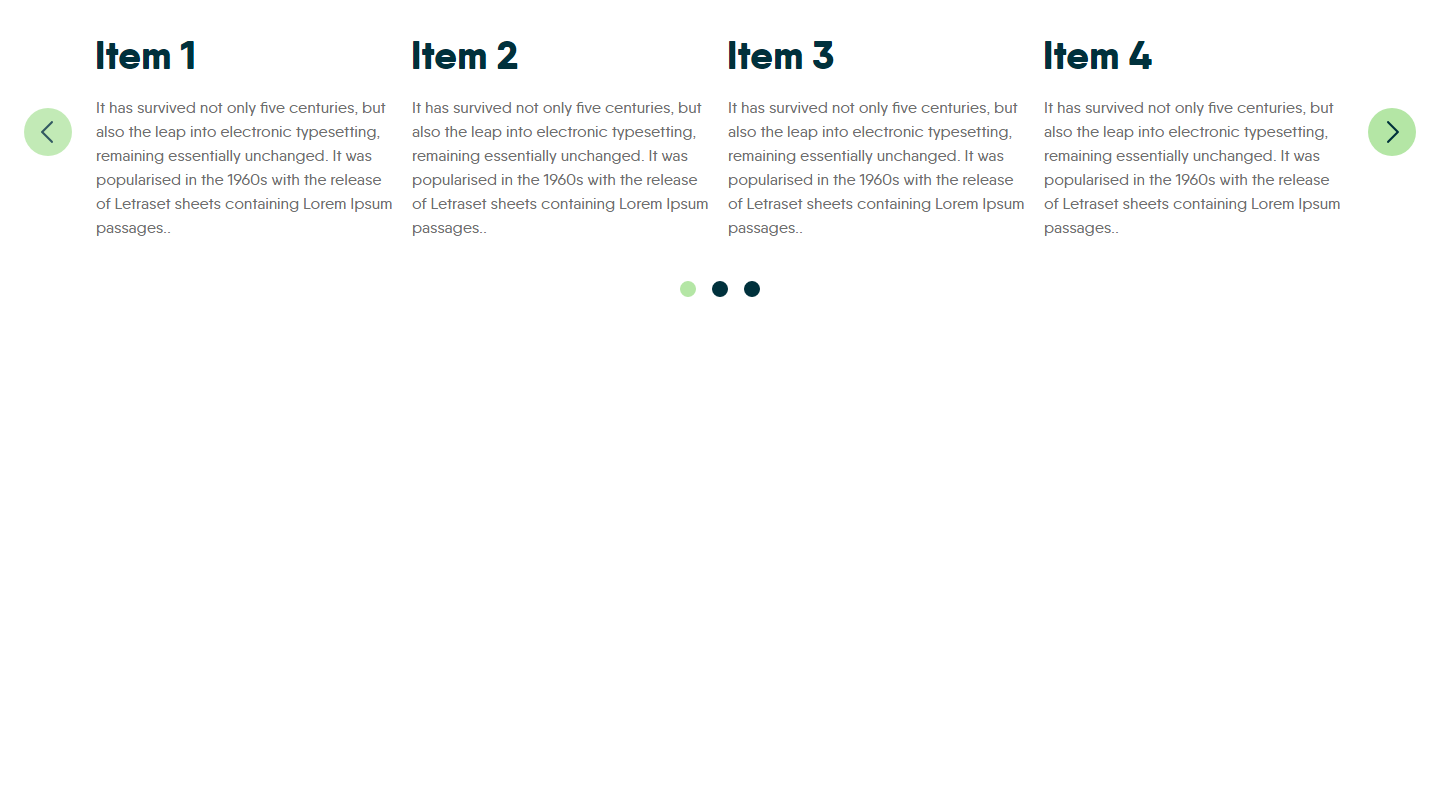 Item 1
It has survived not only five centuries, but
also the leap into electronic typesetting,
remaining essentially unchanged. It was
popularised in the 1960s with the release
of Letraset sheets containing Lorem Ipsum
passages..
Item 2
It has survived not only five centuries, but
also the leap into electronic typesetting,
remaining essentially unchanged. It was
popularised in the 1960s with the release
of Letraset sheets containing Lorem Ipsum
passages..
Item 3
It has survived not only five centuries, but
also the leap into electronic typesetting,
remaining essentially unchanged. It was
popularised in the 1960s with the release
of Letraset sheets containing Lorem Ipsum
passages..
Item 4
It has survived not only five centuries, but
also the leap into electronic typesetting,
remaining essentially unchanged. It was
popularised in the 1960s with the release
of Letraset sheets containing Lorem Ipsum
passages..